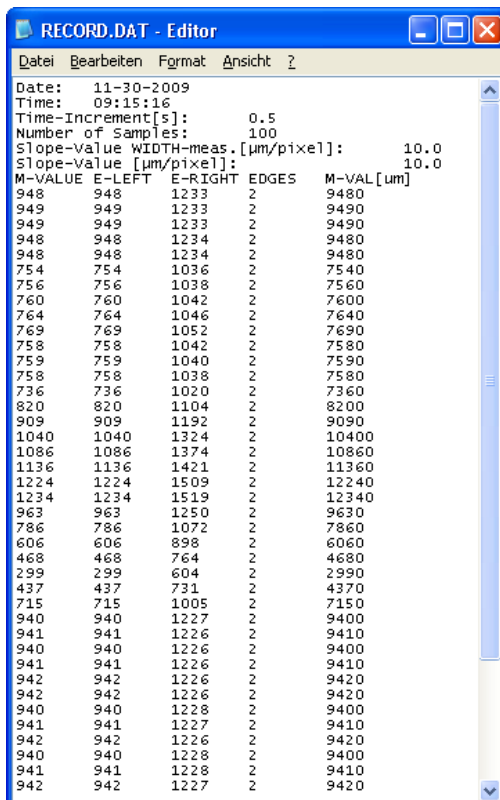 RECORD.DAT - Editor
Datei Bearbeiten Format Ansicht ?
Date: 11-30-2009
Time: 09:15:16
Time-Increment[s]: 0.5
Number of Samples: 100
Slope-Value WIDTH-meas.[µm/pixel]: 10.0
Slope-Value [µm/pixel]: 10.0
M-VALUE E-LEFT E-RIGHT EDGES M-VAL[um]
948 948 1233 2 9480
949 949 1233 2 9490
949 949 1233 2 9490
948 948 1234 2 9480
948 948 1234 2 9480
754 754 1036 2 7540
756 756 1038 2 7560
760 760 1042 2 7600
764 764 1046 2 7640
769 769 1052 2 7690
758 758 1042 2 7580
759 759 1040 2 7590
758 758 1038 2 7580
736 736 1020 2 7360
820 820 1104 2 8200
909 909 1192 2 9090
1040 1040 1324 2 10400
1086 1086 1374 2 10860
1136 1136 1421 2 11360
1224 1224 1509 2 12240
1234 1234 1519 2 12340
963 963 1250 2 9630
786 786 1072 2 7860
606 606 898 2 6060
468 468 764 2 4680
299 299 604 2 2990
437 437 731 2 4370
715 715 1005 2 7150
940 940 1227 2 9400
941 941 1226 2 9410
940 940 1226 2 9400
941 941 1226 2 9410
942 942 1226 2 9420
942 942 1226 2 9420
940 940 1228 2 9400
941 941 1227 2 9410
942 942 1226 2 9420
940 940 1228 2 9400
941 941 1228 2 9410
942 942 1227 2 9420